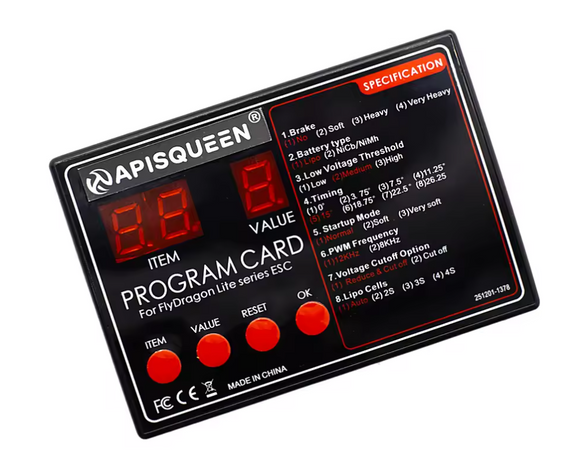 APISQUEEN®
88 8
ITEM VALUE
PROGRAM CARD
For FlyDragon Lite series ESC
ITEM VALUE RESET OK
FC CE MADE IN CHINA
SPECIFICATION
1.Brake
(1)No (2)Soft (3)Heavy (4)Very Heavy
2.Battery type
(1)Lipo (2)NiCb/NiMh
3.Low Voltage Threshold
(1)Low (2)Medium (3)High
4.Timing
(1)0° (2)3.75° (3)7.5° (4)11.25°
(5)15° (6)18.75° (7)22.5° (8)26.25
5.Startup Mode
(1)Normal (2)Soft (3)Very soft
6.PWM Frequency
(1)12KHz (2)8KHz
7.Voltage Cutoff Option
(1) Reduce & Cut off (2)Cut off
8.Lipo Cells
(1) Auto (2) 2S (3) 3S (4) 4S
251201-1378